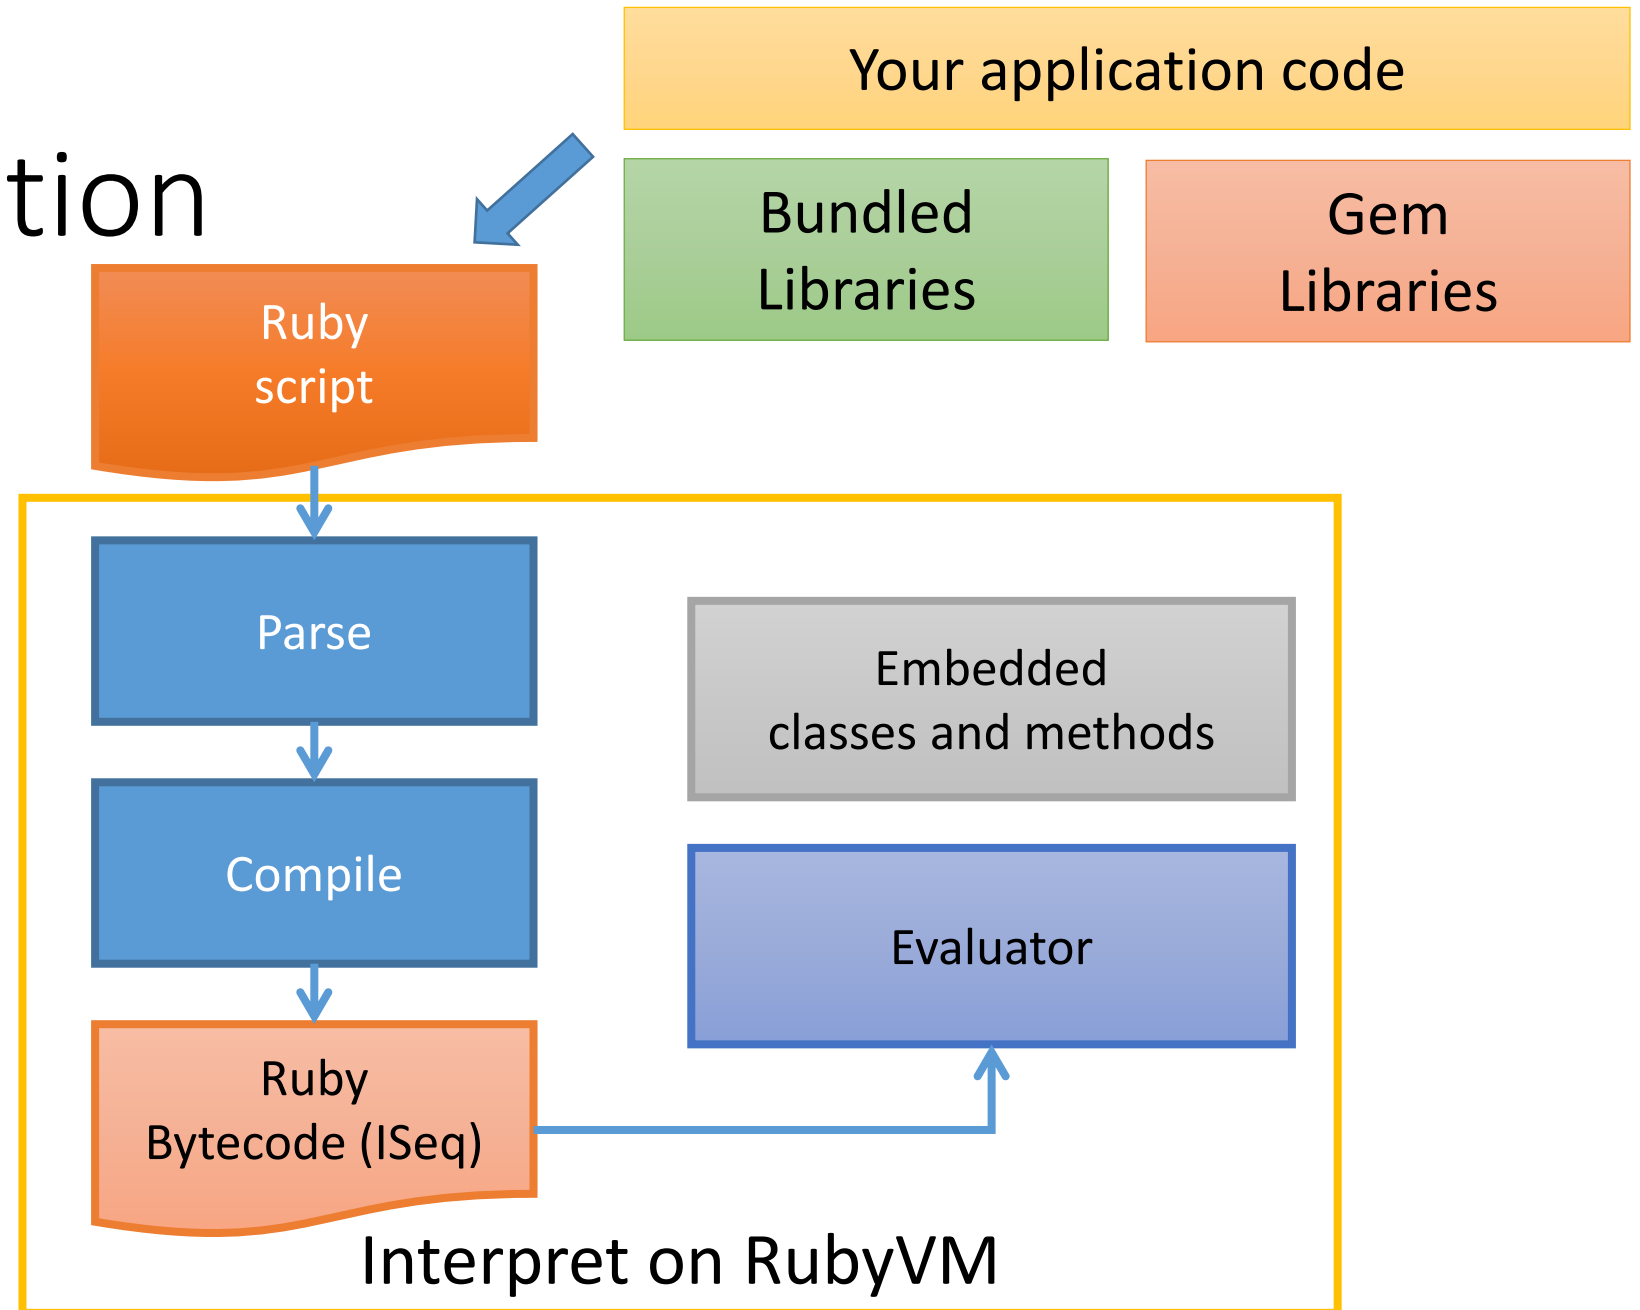 Your application code
tion
Bundled
Libraries
Gem
Libraries
Ruby
script
Parse
Embedded
classes and methods
Compile
Evaluator
Ruby
Bytecode (ISeq)
Interpret on RubyVM